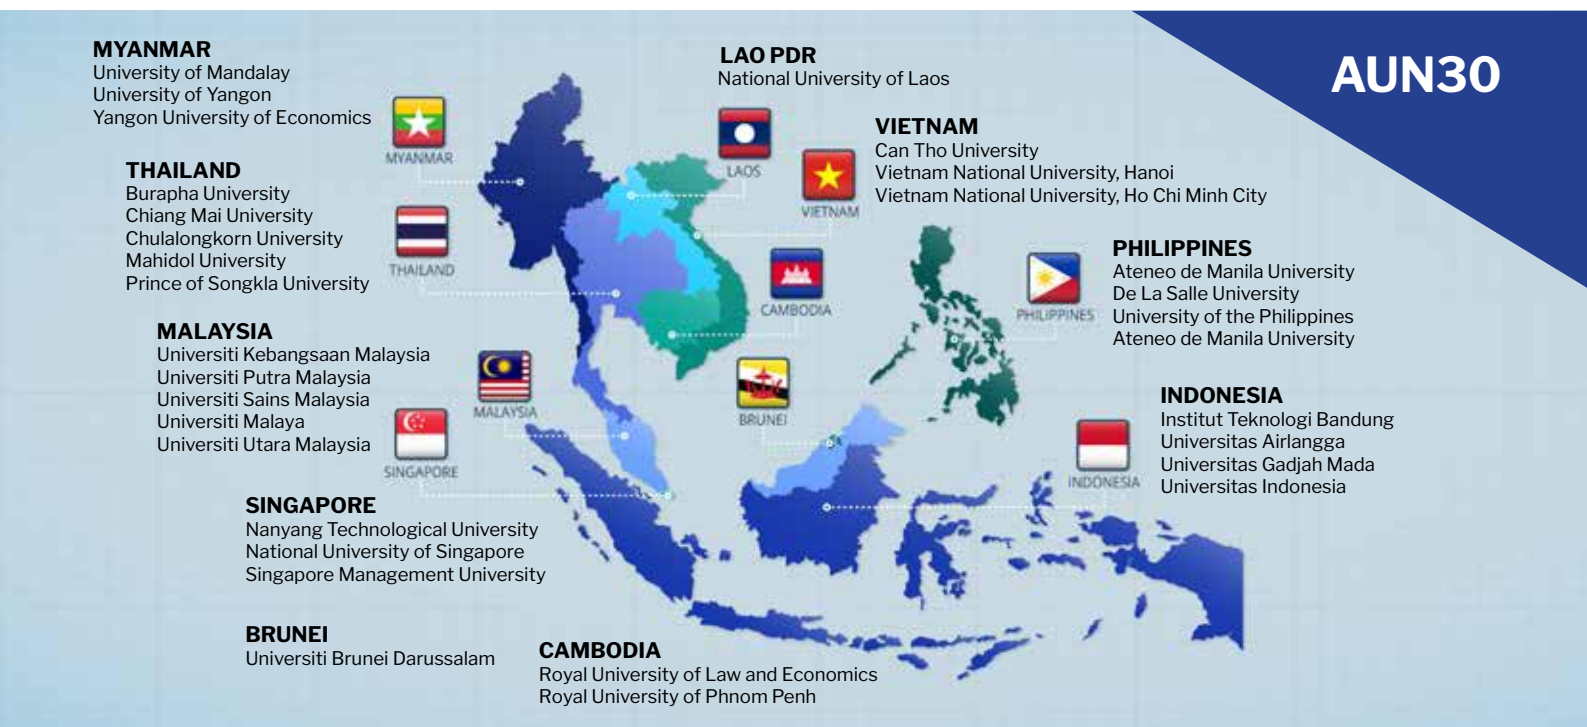 AUN30
MYANMAR
University of Mandalay
University of Yangon
Yangon University of Economics
THAILAND
Burapha University
Chiang Mai University
Chulalongkorn University
Mahidol University
Prince of Songkla University
MALAYSIA
Universiti Kebangsaan Malaysia
Universiti Putra Malaysia
Universiti Sains Malaysia
Universiti Malaya
Universiti Utara Malaysia
SINGAPORE
Nanyang Technological University
National University of Singapore
Singapore Management University
BRUNEI
Universiti Brunei Darussalam
CAMBODIA
Royal University of Law and Economics
Royal University of Phnom Penh
LAO PDR
National University of Laos
VIETNAM
Can Tho University
Vietnam National University, Hanoi
Vietnam National University, Ho Chi Minh City
PHILIPPINES
Ateneo de Manila University
De La Salle University
University of the Philippines
Ateneo de Manila University
INDONESIA
Institut Teknologi Bandung
Universitas Airlangga
Universitas Gadjah Mada
Universitas Indonesia
MYANMAR
LAOS
VIETNAM
THAILAND
CAMBODIA
PHILIPPINES
MALAYSIA
BRUNEI
SINGAPORE
INDONESIA